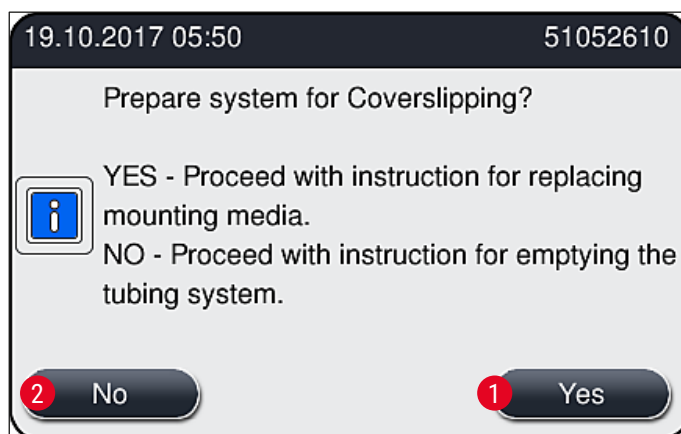 19.10.2017 05:50 51052610
Prepare system for Coverslipping?
YES - Proceed with instruction for replacing
mounting media.
NO - Proceed with instruction for emptying the
tubing system.
2 No 1 Yes